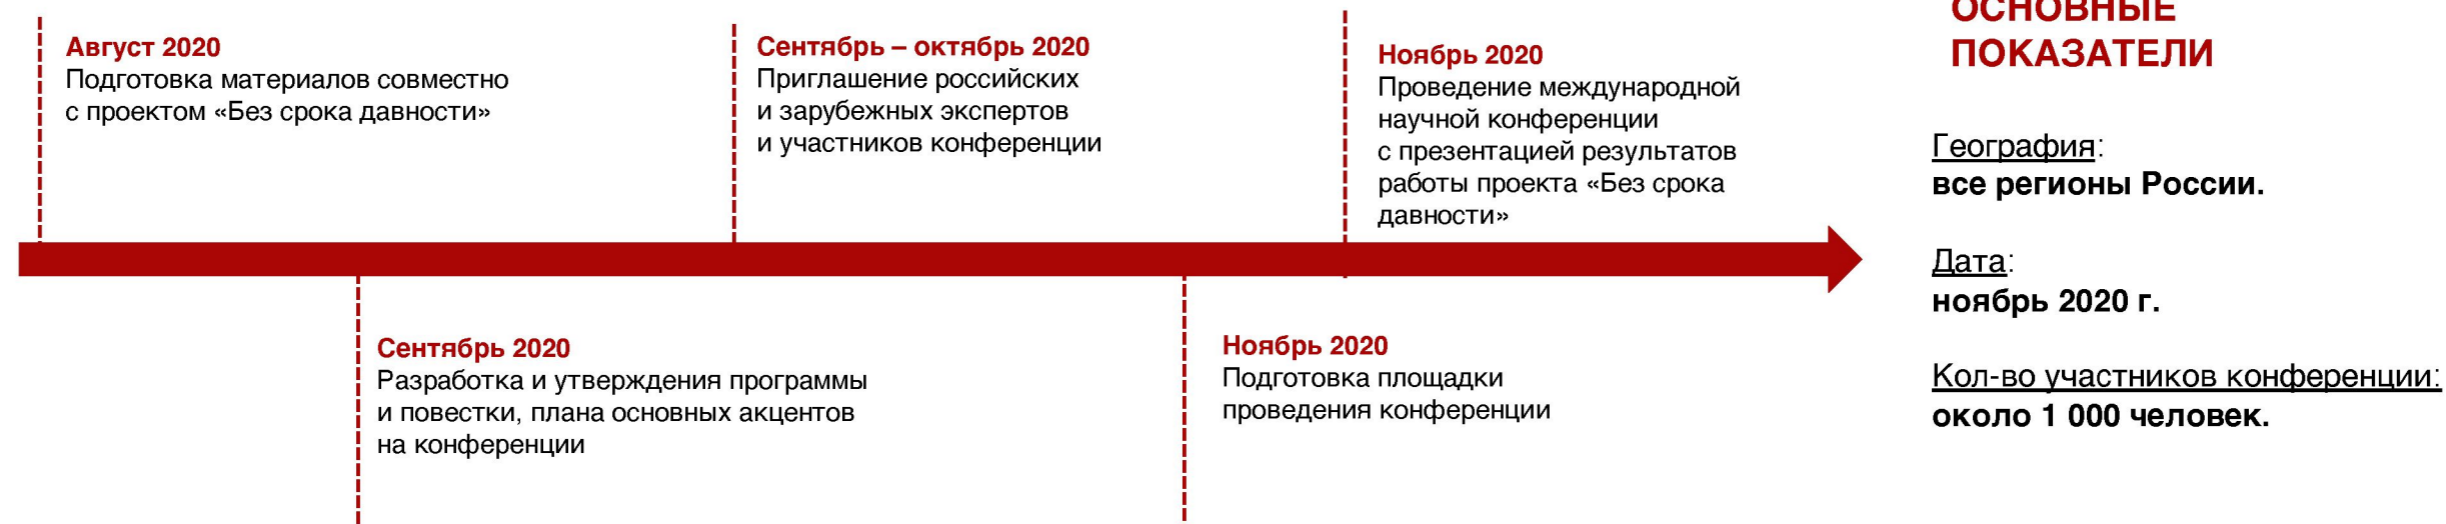 Август 2020
Подготовка материалов совместно
с проектом «Без срока давности»
Сентябрь 2020
Разработка и утверждения программы
и повестки, плана основных акцентов
на конференции
Сентябрь – октябрь 2020
Приглашение российских
и зарубежных экспертов
и участников конференции
Ноябрь 2020
Подготовка площадки
проведения конференции
Ноябрь 2020
Проведение международной
научной конференции
с презентацией результатов
работы проекта «Без срока
давности»
ОСНОВНЫЕ
ПОКАЗАТЕЛИ
География:
все регионы России.
Дата:
ноябрь 2020 г.
Кол-во участников конференции:
около 1 000 человек.